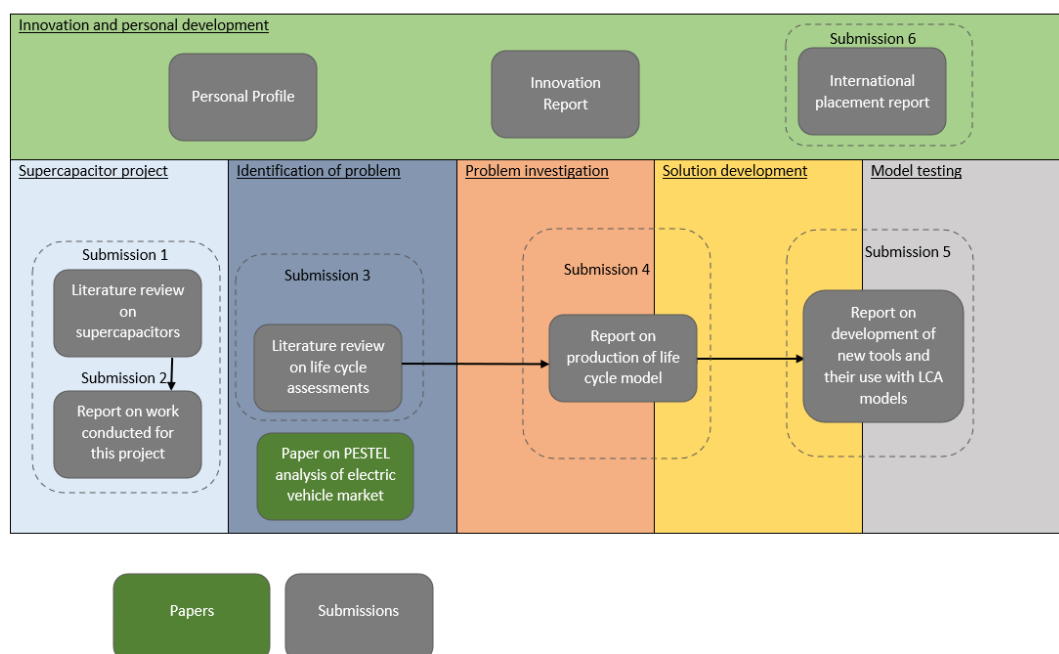 Innovation and personal development
Submission 6
Personal Profile
Innovation
Report
International
placement report
Supercapacitor project
Identification of problem
Problem investigation
Solution development
Model testing
Submission 1
Literature review
on
supercapacitors
Submission 2
Report on work
conducted for
this project
Submission 3
Literature review
on life cycle
assessments
Paper on PESTEL
analysis of electric
vehicle market
Submission 4
Report on
production of life
cycle model
Submission 5
Report on
development of
new tools and
their use with LCA
models
Papers
Submissions